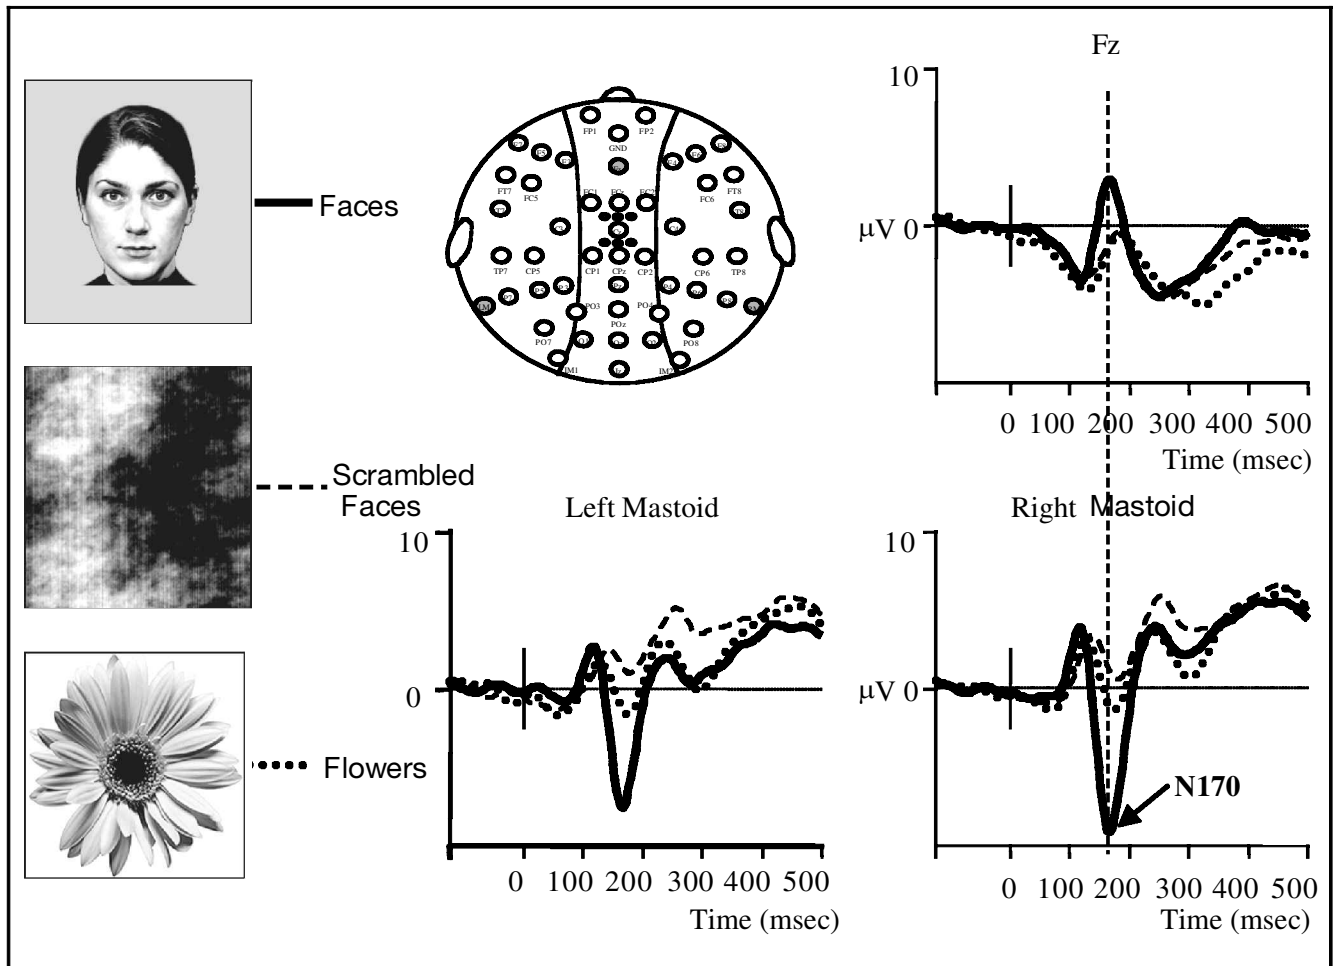 Fz
10
μV 0
0 100 200 300 400 500
Time (msec)
Faces
FP1 FP2
GND
FT7 FC5 FC1 FC2 FC6 FT8
TP7 CP5 CP1 CPz CP2 CP6 TP8
PO3 PO4
POz
PO7 PO8
IM1 IM2
Scrambled
Faces
Left Mastoid
10
0
0 100 200 300 400 500
Time (msec)
Right Mastoid
10
μV 0
N170
0 100 200 300 400 500
Time (msec)
Flowers